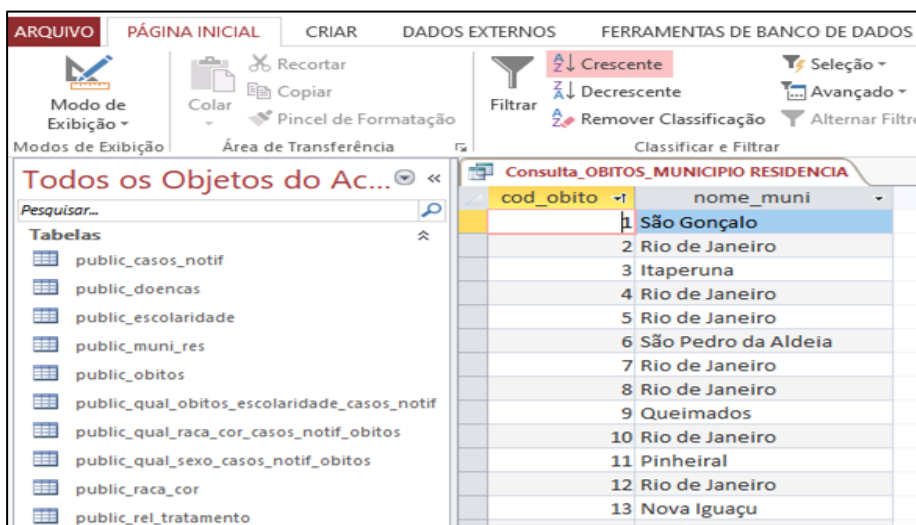 ARQUIVO PÁGINA INICIAL CRIAR DADOS EXTERNOS FERRAMENTAS DE BANCO DE DADOS
Modo de
Exibição
Modos de Exibição
Colar
Recortar
Copiar
Pincel de Formatação
Área de Transferência
Filtrar
Crescente
Decrescente
Remover Classificação
Seleção
Avançado
Alternar Filtro
Classificar e Filtrar
Todos os Objetos do Ac...
Pesquisar...
Tabelas
public_casos_notif
public_doencas
public_escolaridade
public_muni_res
public_obitos
public_qual_obitos_escolaridade_casos_notif
public_qual_raca_cor_casos_notif_obitos
public_qual_sexo_casos_notif_obitos
public_raca_cor
public_rel_tratamento
Consulta_OBITOS_MUNICIPIO RESIDENCIA
cod_obito nome_muni
1 São Gonçalo
2 Rio de Janeiro
3 Itaperuna
4 Rio de Janeiro
5 Rio de Janeiro
6 São Pedro da Aldeia
7 Rio de Janeiro
8 Rio de Janeiro
9 Queimados
10 Rio de Janeiro
11 Pinheiral
12 Rio de Janeiro
13 Nova Iguaçu